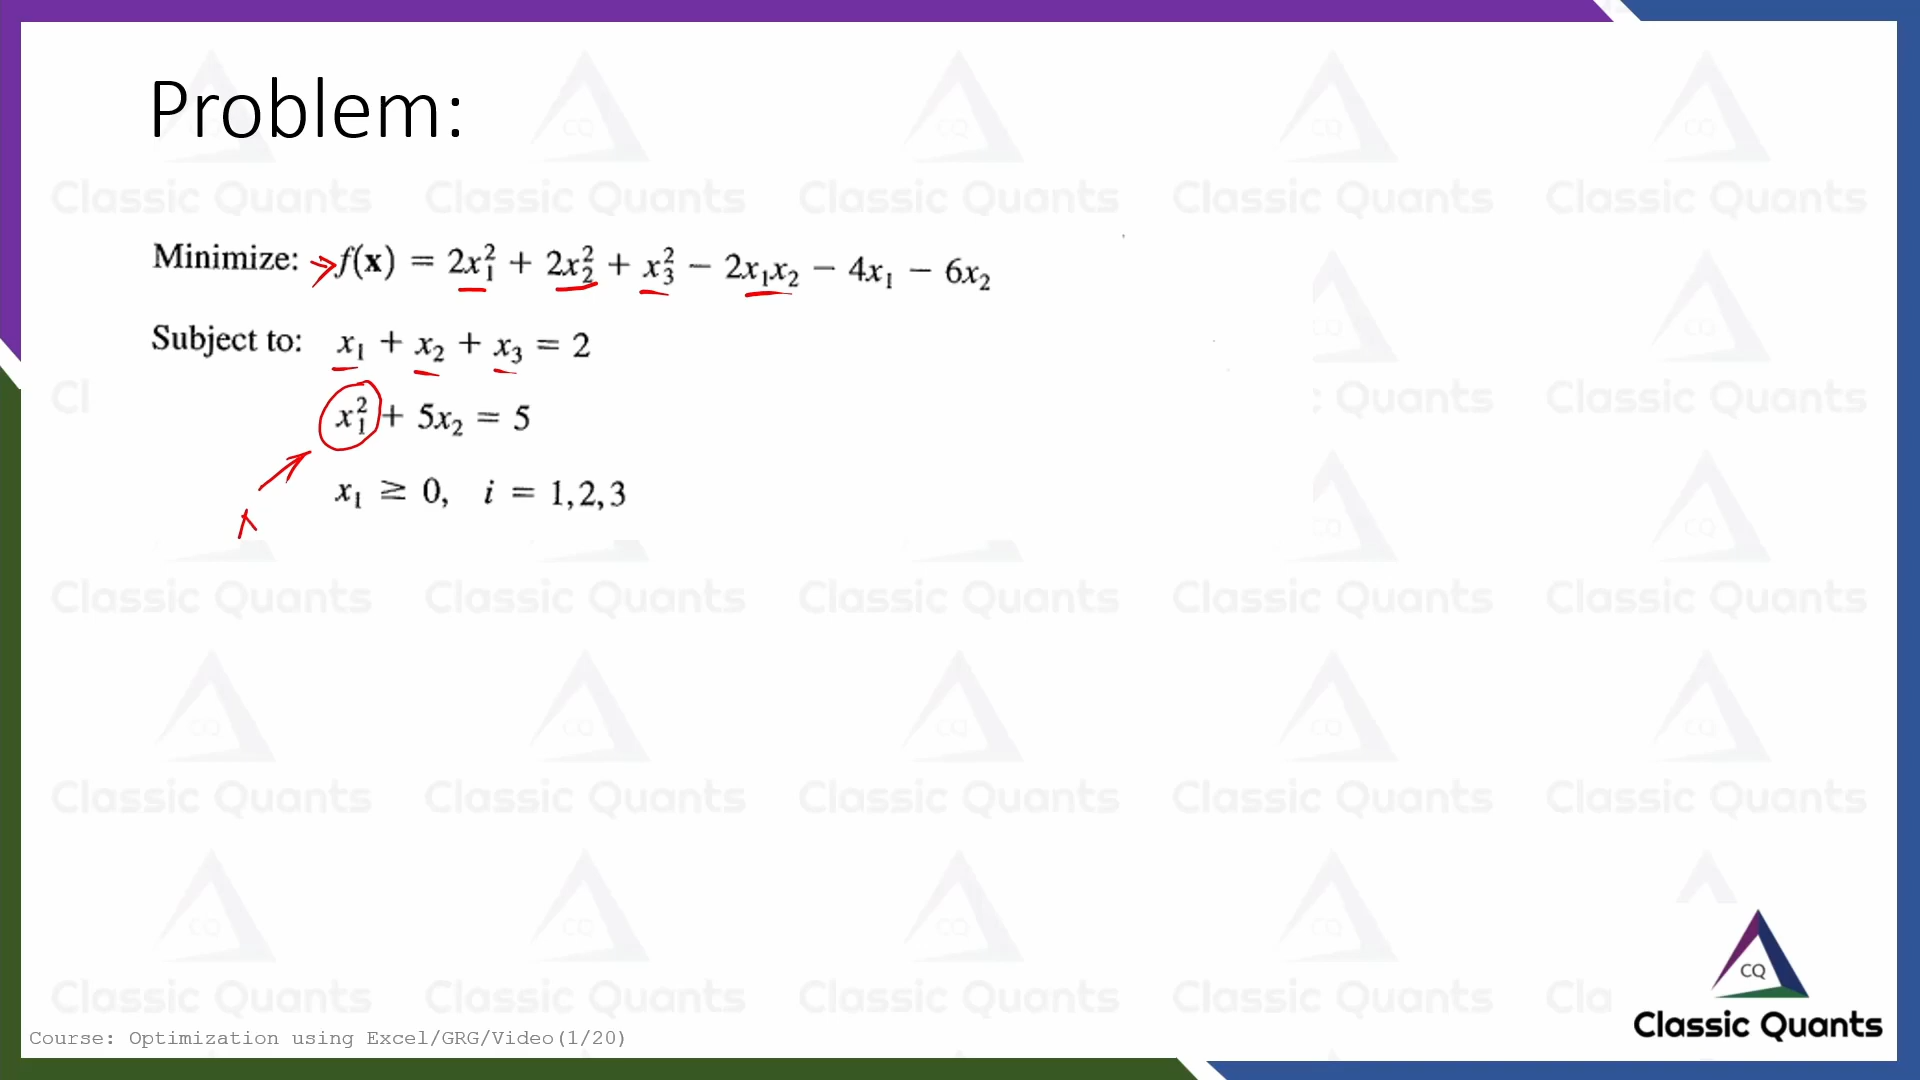 Problem:
Minimize: f(x) = 2x₁² + 2x₂² + x₃² − 2x₁x₂ − 4x₁ − 6x₂
Subject to: x₁ + x₂ + x₃ = 2
x₁² + 5x₂ = 5
x₁ ≥ 0, i = 1,2,3
CQ
Classic Quants
Course: Optimization using Excel/GRG/Video(1/20)